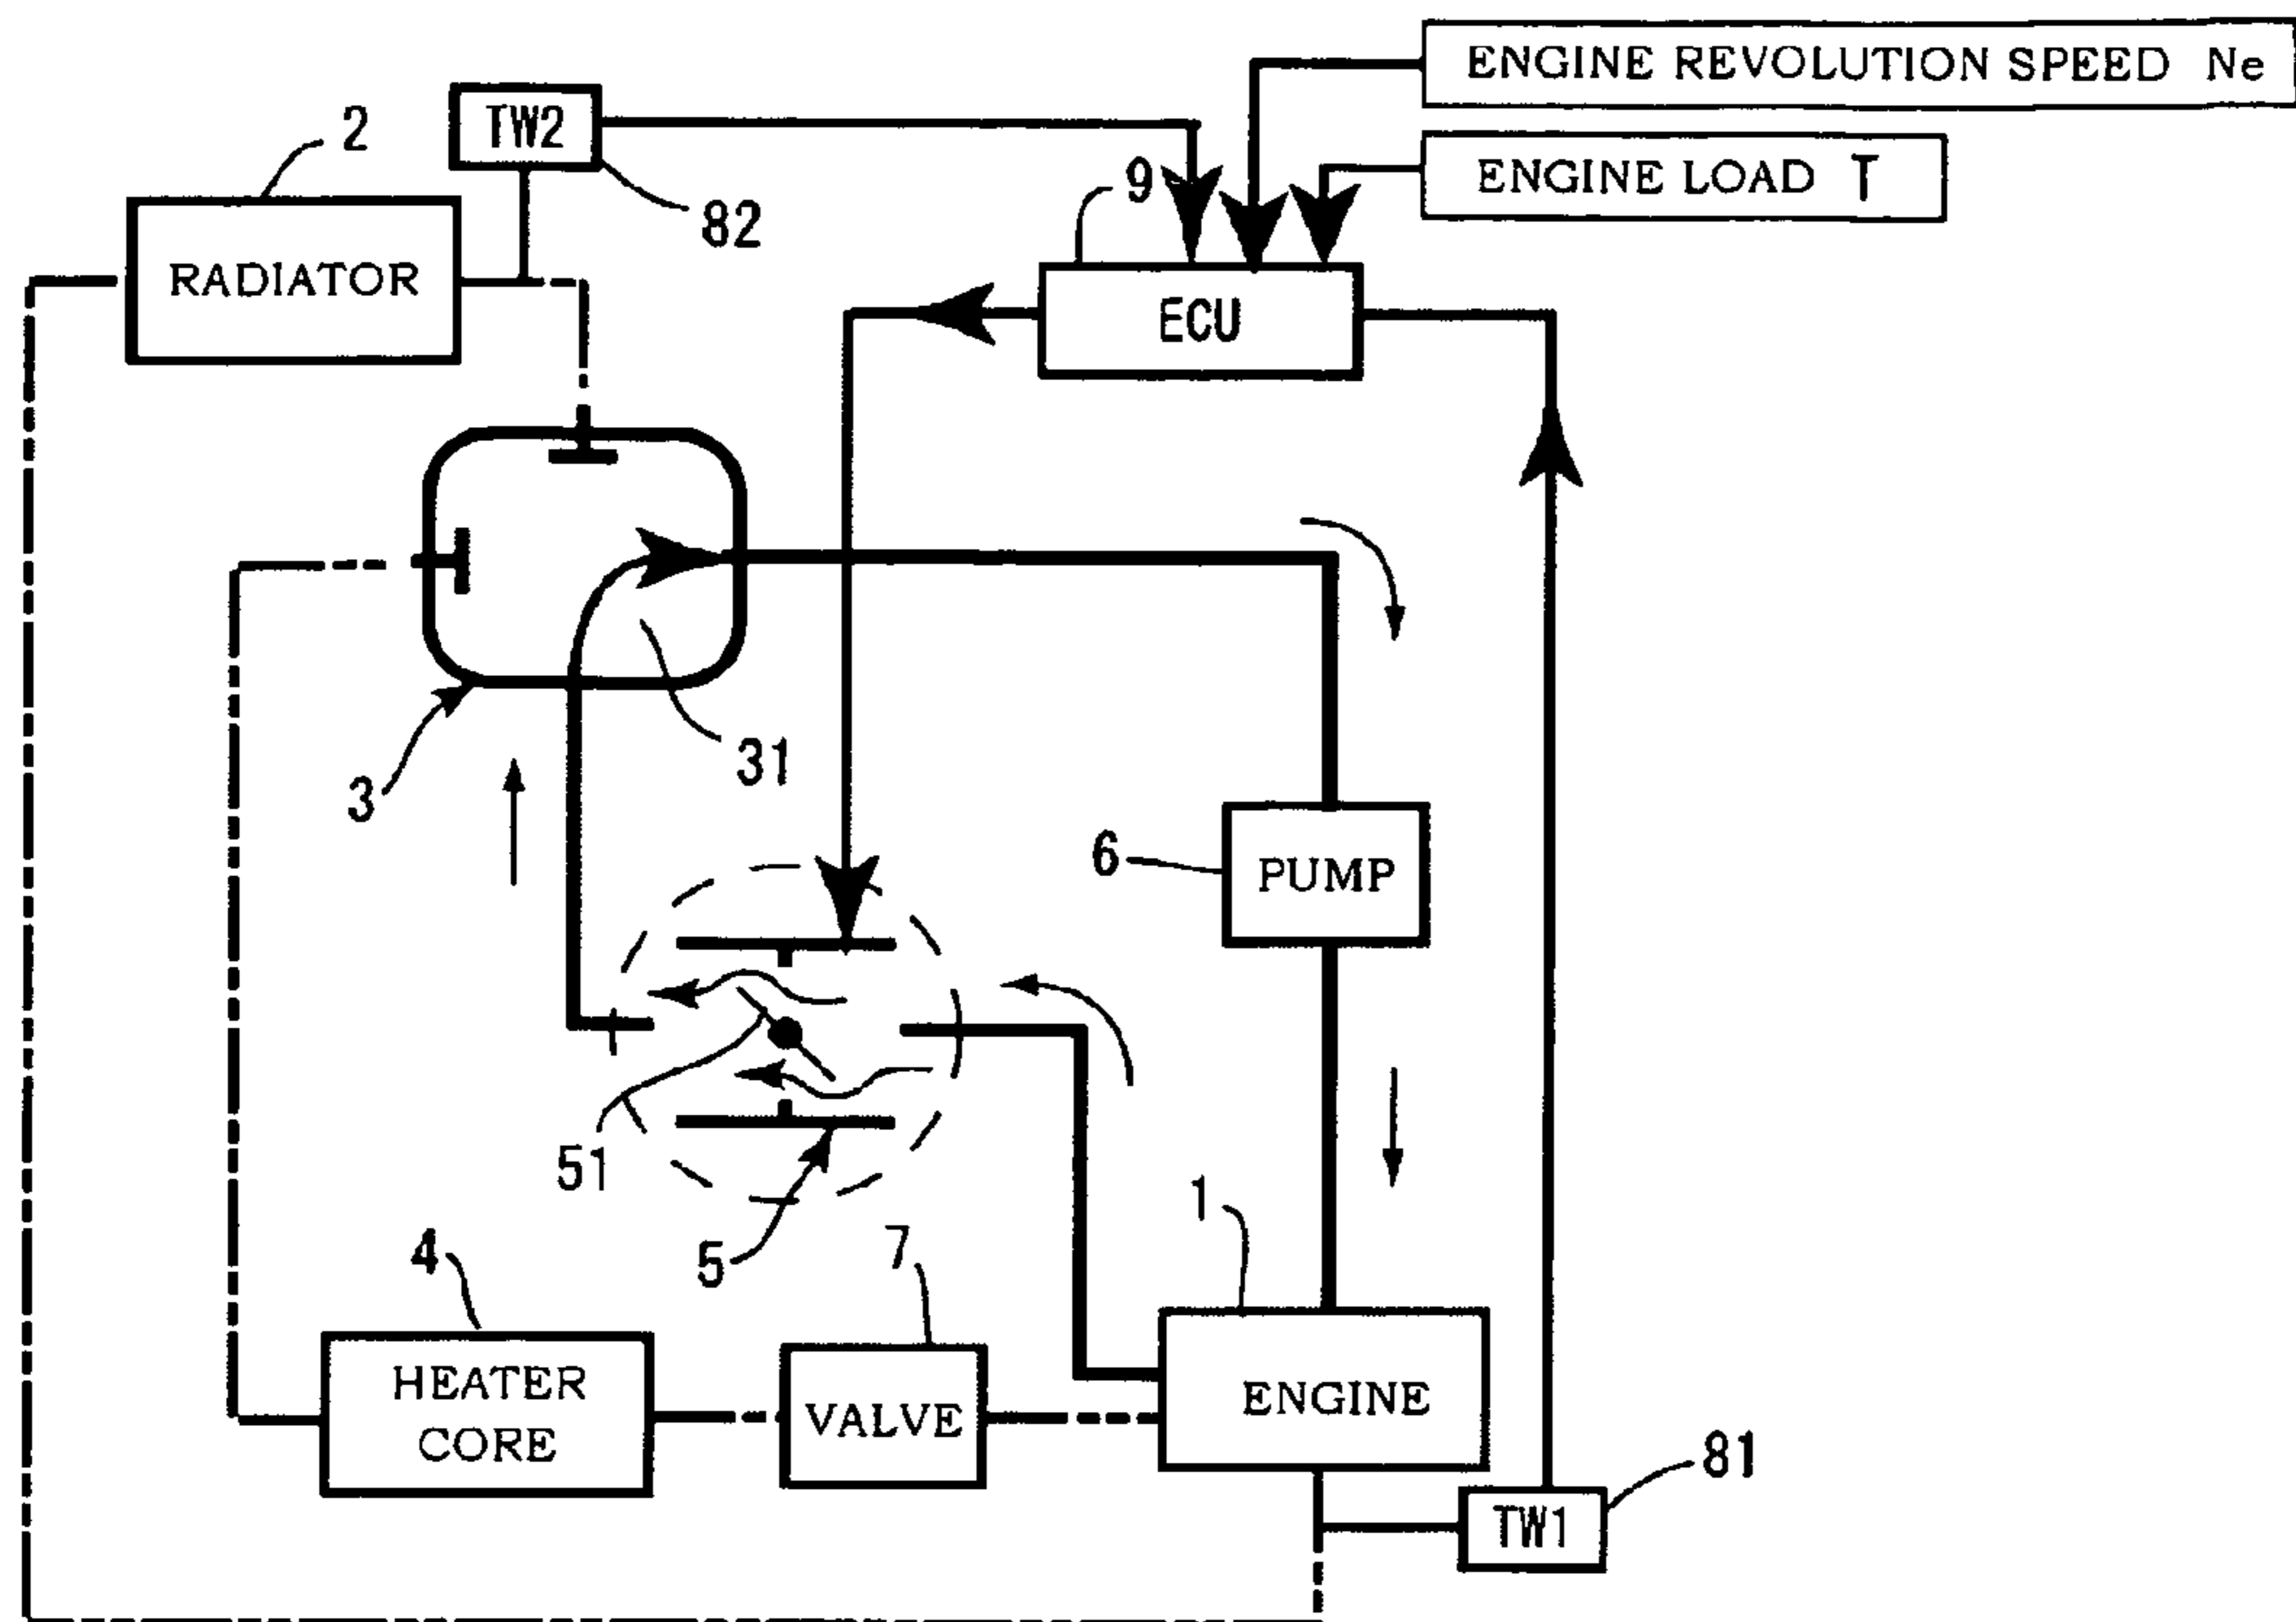 ENGINE REVOLUTION SPEED Ne
TW2
2
ENGINE LOAD T
9
82
RADIATOR
ECU
31
3
6
PUMP
51
5
1
4
7
HEATER
CORE
VALVE
ENGINE
81
TW1